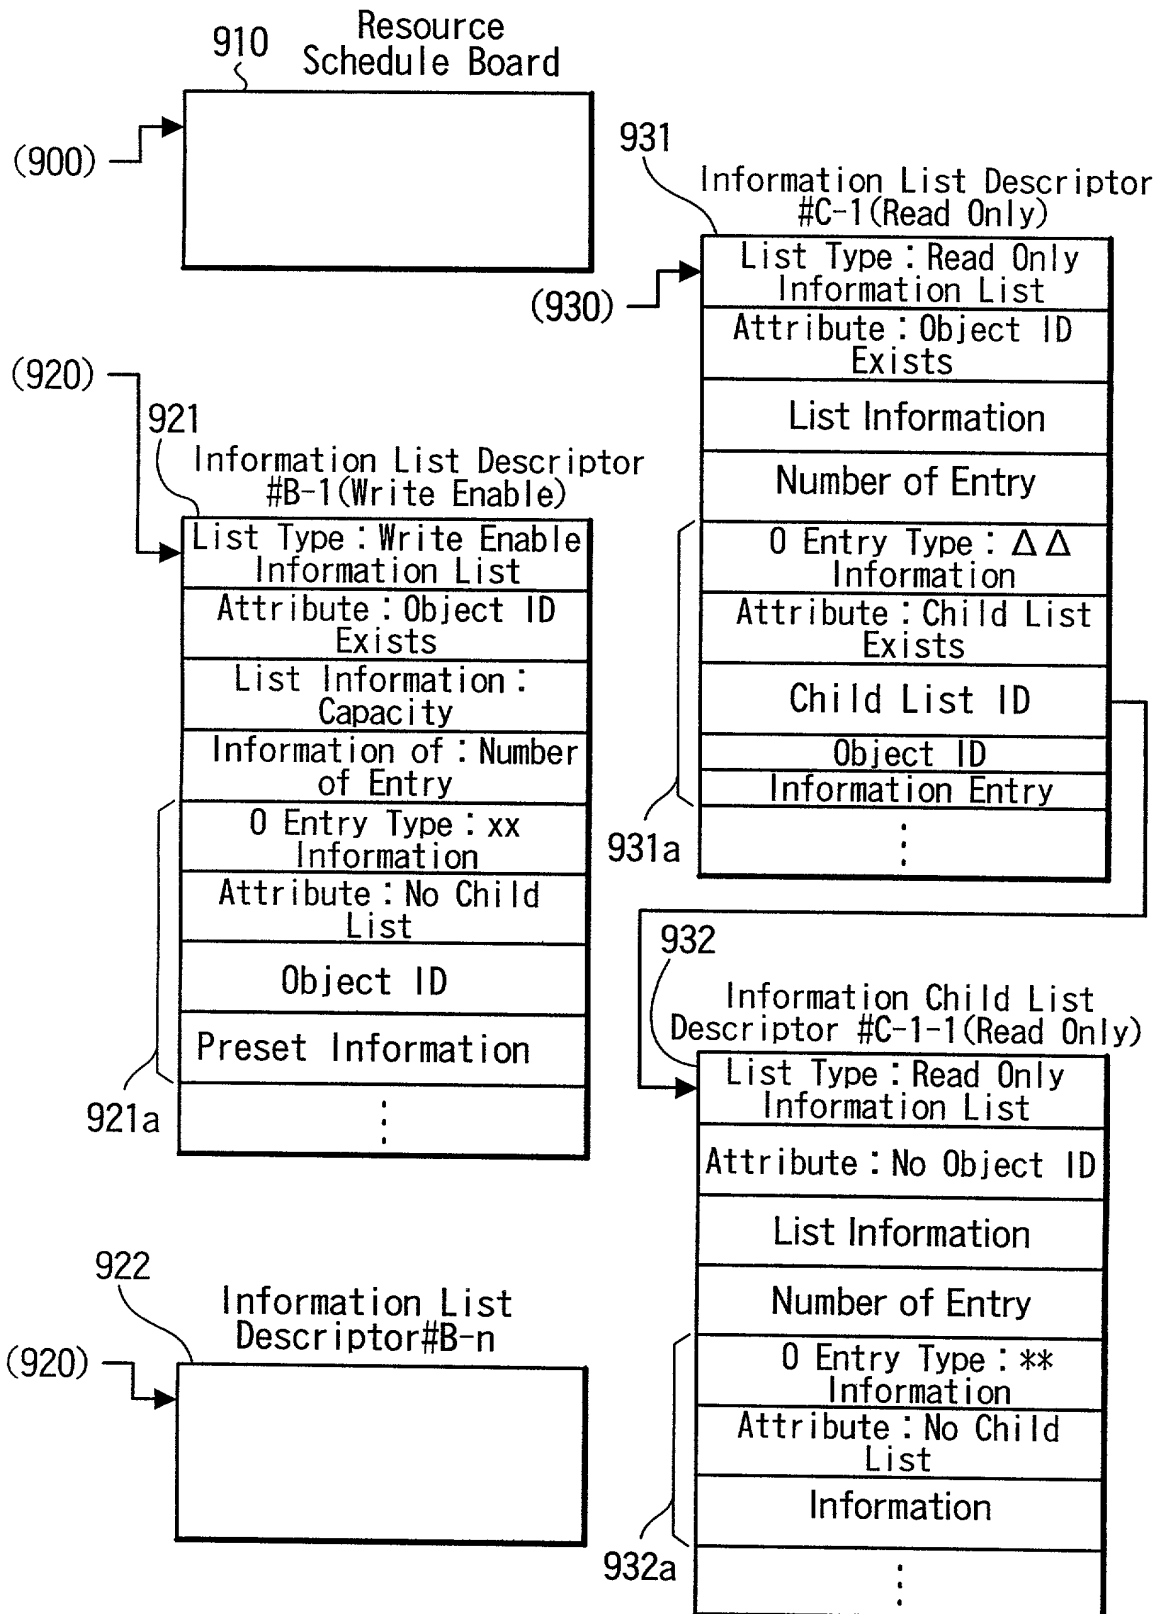 910
Resource
Schedule Board
(900)
(920)
921
Information List Descriptor
#B-1(Write Enable)
List Type:Write Enable
Information List
Attribute:Object ID
Exists
List Information:
Capacity
Information of:Number
of Entry
0 Entry Type:xx
Information
Attribute:No Child
List
Object ID
Preset Information
⋮
921a
922
Information List
Descriptor#B-n
(920)
931
Information List Descriptor
#C-1(Read Only)
(930)
List Type:Read Only
Information List
Attribute:Object ID
Exists
List Information
Number of Entry
0 Entry Type:ΔΔ
Information
Attribute:Child List
Exists
Child List ID
Object ID
Information Entry
⋮
931a
932
Information Child List
Descriptor #C-1-1(Read Only)
List Type:Read Only
Information List
Attribute:No Object ID
List Information
Number of Entry
0 Entry Type:**
Information
Attribute:No Child
List
Information
⋮
932a